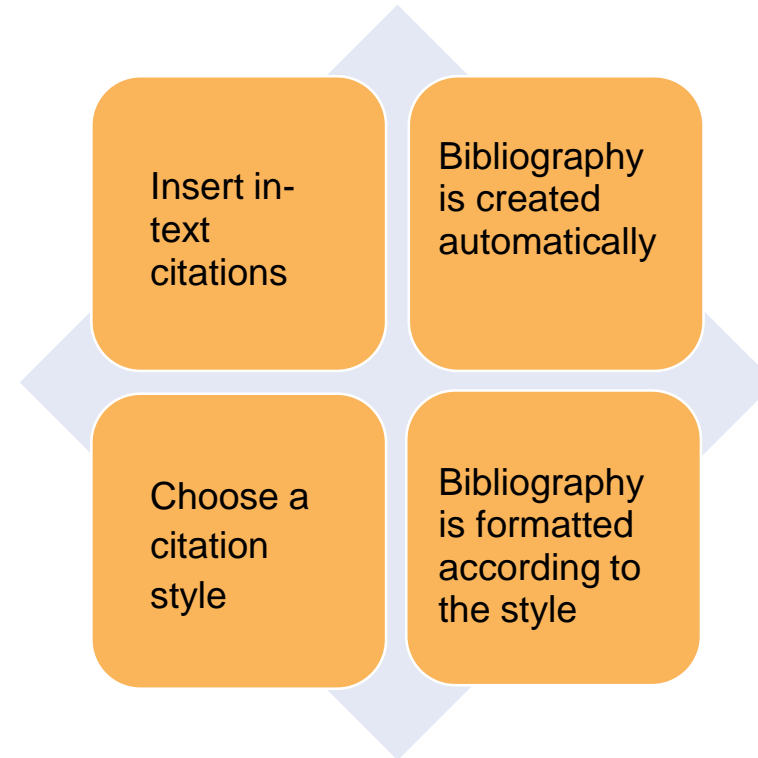 Insert in-
text
citations
Bibliography
is created
automatically
Choose a
citation
style
Bibliography
is formatted
according to
the style